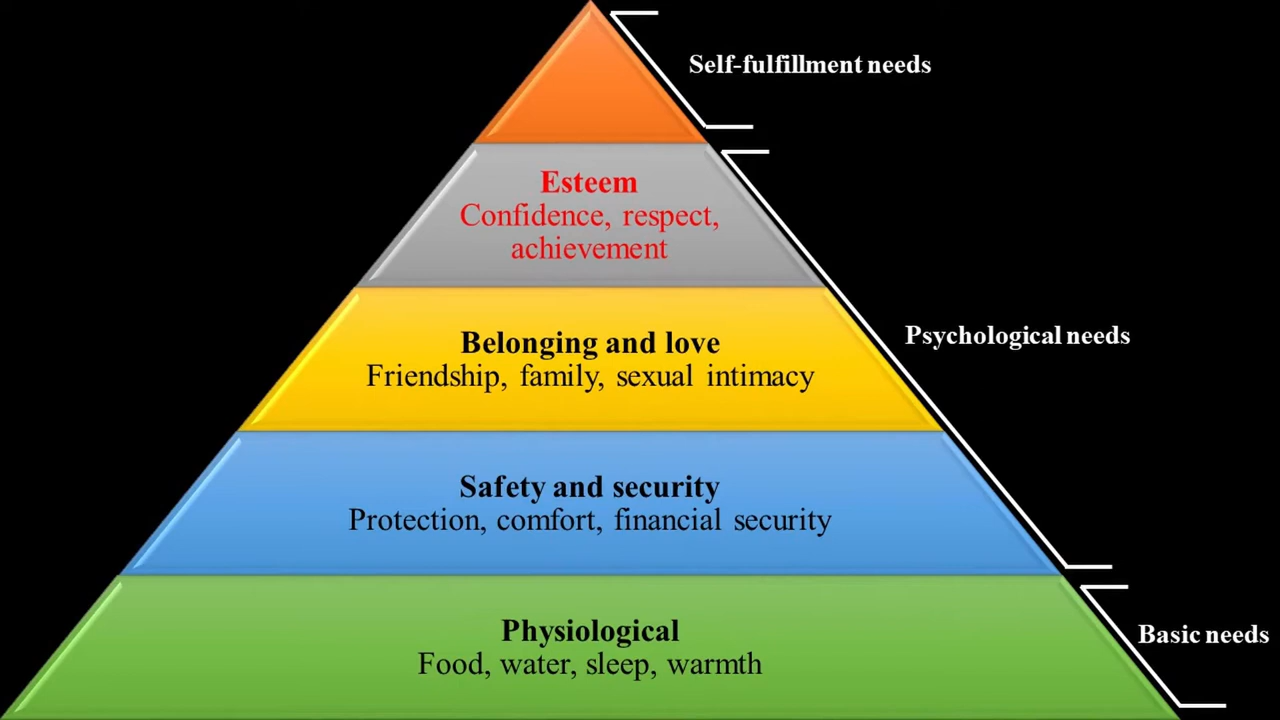 Self-fulfillment needs
Esteem
Confidence, respect,
achievement
Psychological needs
Belonging and love
Friendship, family, sexual intimacy
Safety and security
Protection, comfort, financial security
Physiological
Food, water, sleep, warmth
Basic needs